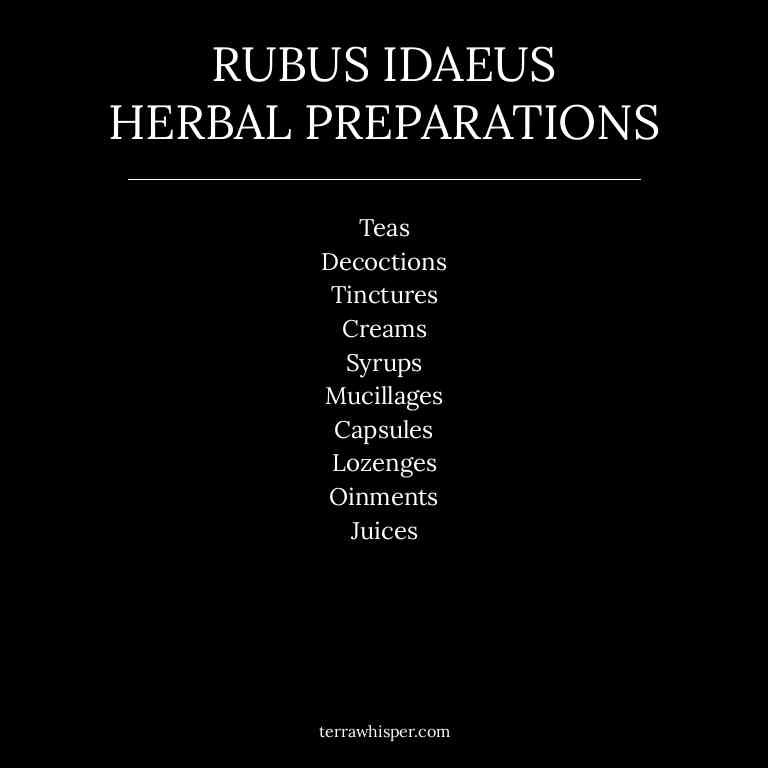 RUBUS IDAEUS
HERBAL PREPARATIONS
Teas
Decoctions
Tinctures
Creams
Syrups
Mucillages
Capsules
Lozenges
Oinments
Juices
terrawhisper.com